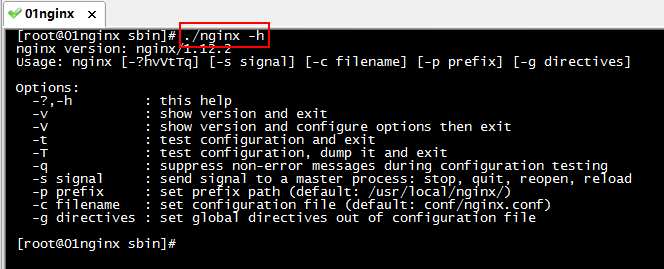 01nginx ×
[root@01nginx sbin]# ./nginx -h
nginx version: nginx/1.12.2
Usage: nginx [-?hvVtTq] [-s signal] [-c filename] [-p prefix] [-g directives]

Options:
  -?,-h         : this help
  -v            : show version and exit
  -V            : show version and configure options then exit
  -t            : test configuration and exit
  -T            : test configuration, dump it and exit
  -q            : suppress non-error messages during configuration testing
  -s signal     : send signal to a master process: stop, quit, reopen, reload
  -p prefix     : set prefix path (default: /usr/local/nginx/)
  -c filename   : set configuration file (default: conf/nginx.conf)
  -g directives : set global directives out of configuration file

[root@01nginx sbin]#